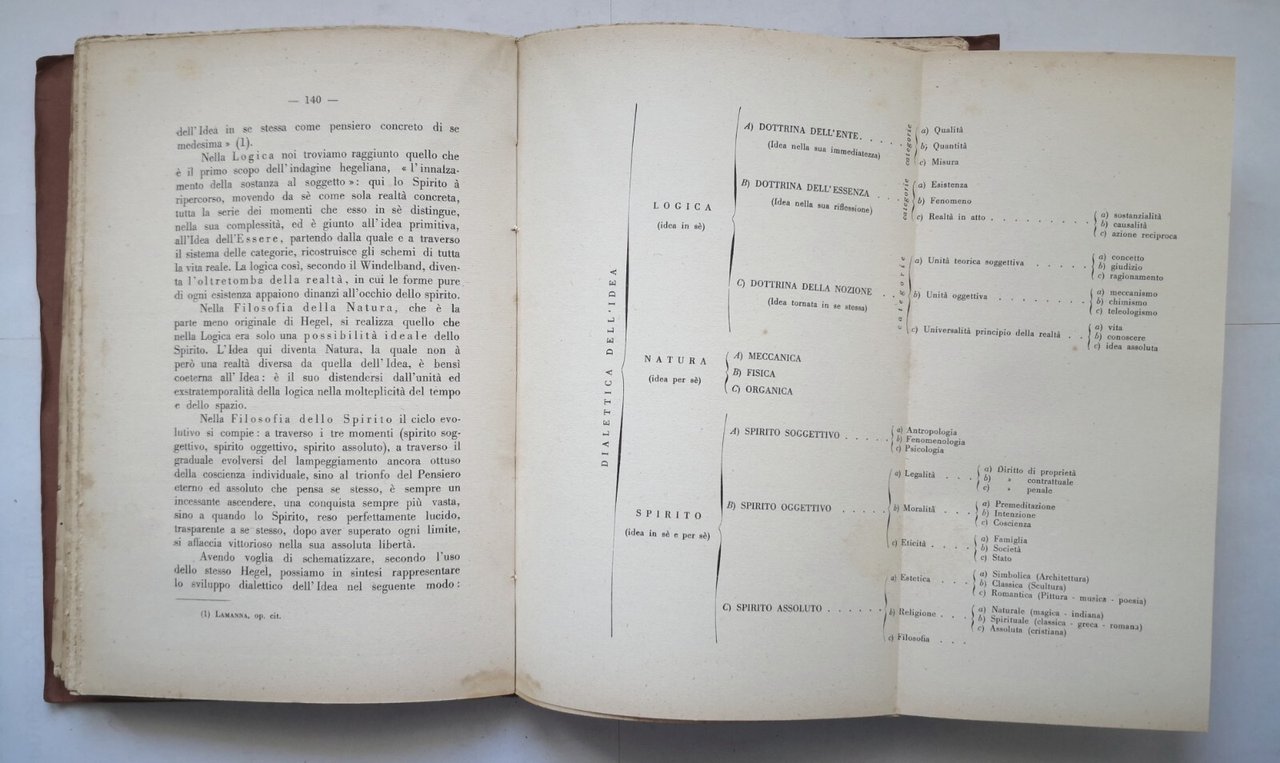 — 140 —
dell'Idea in se stessa come pensiero concreto di se
medesima » (1).
Nella Logica noi troviamo raggiunto quello che
è il primo scopo dell'indagine hegeliana, « l'innalza-
mento della sostanza al soggetto »: qui lo Spirito à
ripercorso, movendo da sè come sola realtà concreta,
tutta la serie dei momenti che esso in sè distingue,
nella sua complessità, ed è giunto all'idea primitiva,
all'Idea dell'Essere, partendo dalla quale e a traverso
il sistema delle categorie, ricostruisce gli schemi di tutta
la vita reale. La logica così, secondo il Windelband, diven-
ta l'oltretomba della realtà, in cui le forme pure
di ogni esistenza appaiono dinanzi all'occhio dello spirito.
Nella Filosofia della Natura, che è la
parte meno originale di Hegel, si realizza quello che
nella Logica era solo una possibilità ideale dello
Spirito. L'Idea qui diventa Natura, la quale non à
però una realtà diversa da quella dell'Idea, è bensì
coeterna all'Idea: è il suo distendersi dall'unità ed
exstratemporalità della logica nella molteplicità del tempo
e dello spazio.
Nella Filosofia dello Spirito il ciclo evo-
lutivo si compie: a traverso i tre momenti (spirito sog-
gettivo, spirito oggettivo, spirito assoluto), a traverso il
graduale evolversi del lampeggiamento ancora ottuso
della coscienza individuale, sino al trionfo del Pensiero
eterno ed assoluto che pensa se stesso, è sempre un
incessante ascendere, una conquista sempre più vasta,
sino a quando lo Spirito, reso perfettamente lucido,
trasparente a se stesso, dopo aver superato ogni limite,
si affaccia vittorioso nella sua assoluta libertà.
Avendo voglia di schematizzare, secondo l'uso
dello stesso Hegel, possiamo in sintesi rappresentare
lo sviluppo dialettico dell'Idea nel seguente modo:
(1) LAMANNA, op. cit.
DIALETTICA DELL'IDEA
LOGICA
(idea in sè)
A) DOTTRINA DELL'ENTE. . . . .
(Idea nella sua immediatezza)
categorie
a) Qualità
b) Quantità
c) Misura
B) DOTTRINA DELL'ESSENZA
(Idea nella sua riflessione)
categorie
a) Esistenza
b) Fenomeno
c) Realtà in atto . . . . . . . . . .
a) sostanzialità
b) causalità
c) azione reciproca
C) DOTTRINA DELLA NOZIONE
(Idea tornata in se stessa)
categorie
a) Unità teorica soggettiva . . . . .
a) concetto
b) giudizio
c) ragionamento
b) Unità oggettiva . . . . . . . . .
a) meccanismo
b) chimismo
c) teleologismo
c) Universalità principio della realtà . .
a) vita
b) conoscere
c) idea assoluta
NATURA
(idea per sè)
A) MECCANICA
B) FISICA
C) ORGANICA
SPIRITO
(idea in sè e per sè)
A) SPIRITO SOGGETTIVO . . . . .
a) Antropologia
b) Fenomenologia
c) Psicologia
B) SPIRITO OGGETTIVO . . . . .
a) Legalità . . . .
a) Diritto di proprietà
b) » contrattuale
c) » penale
b) Moralità . . . .
a) Premeditazione
b) Intenzione
c) Coscienza
c) Eticità . . . . .
a) Famiglia
b) Società
c) Stato
C) SPIRITO ASSOLUTO . . . . . .
a) Estetica . . . .
a) Simbolica (Architettura)
b) Classica (Scultura)
c) Romantica (Pittura - musica - poesia)
b) Religione . . .
a) Naturale (magica - indiana)
b) Spirituale (classica - greca - romana)
c) Assoluta (cristiana)
c) Filosofia . . .